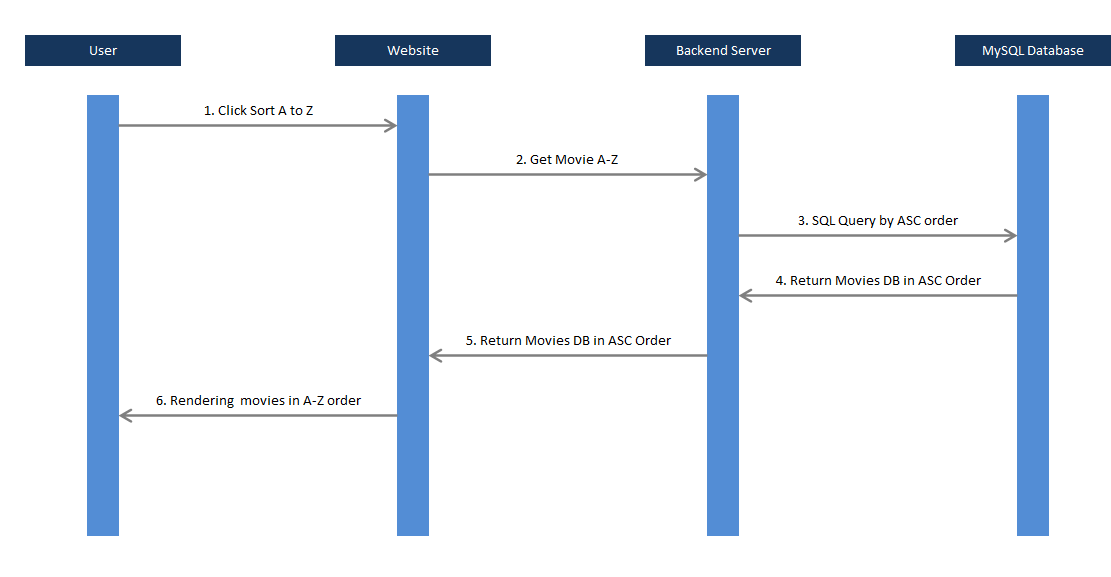 User
Website
Backend Server
MySQL Database
1. Click Sort A to Z
2. Get Movie A-Z
3. SQL Query by ASC order
4. Return Movies DB in ASC Order
5. Return Movies DB in ASC Order
6. Rendering  movies in A-Z order